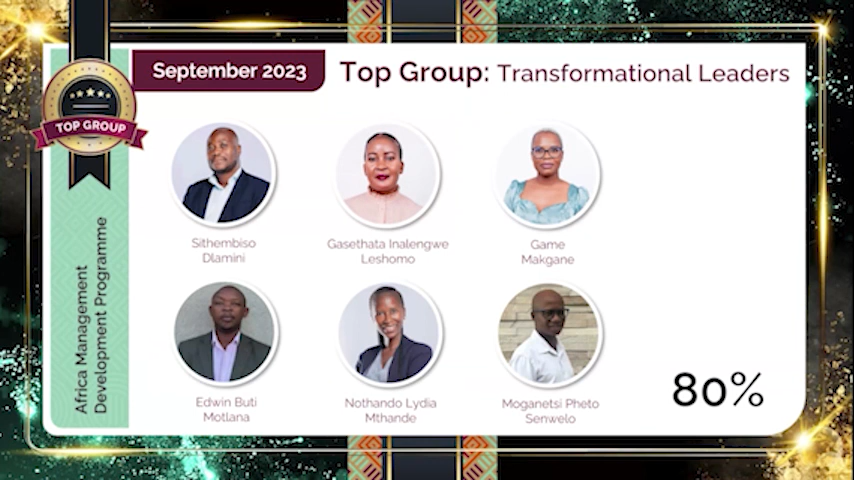 September 2023
Top Group: Transformational Leaders
TOP GROUP
Africa Management
Development Programme
Sithembiso
Dlamini
Gasethata Inalengwe
Leshomo
Game
Makgane
Edwin Buti
Motlana
Nothando Lydia
Mthande
Moganetsi Pheto
Senwelo
80%